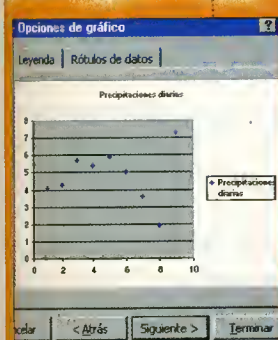 Opciones de gráfico
Leyenda Rótulos de datos
Precipitaciones diarias
8
7
6
5
4
3
2
1
0
0 2 4 6 8 10
Precipitaciones
diarias
ncelar < Atrás Siguiente > Terminar